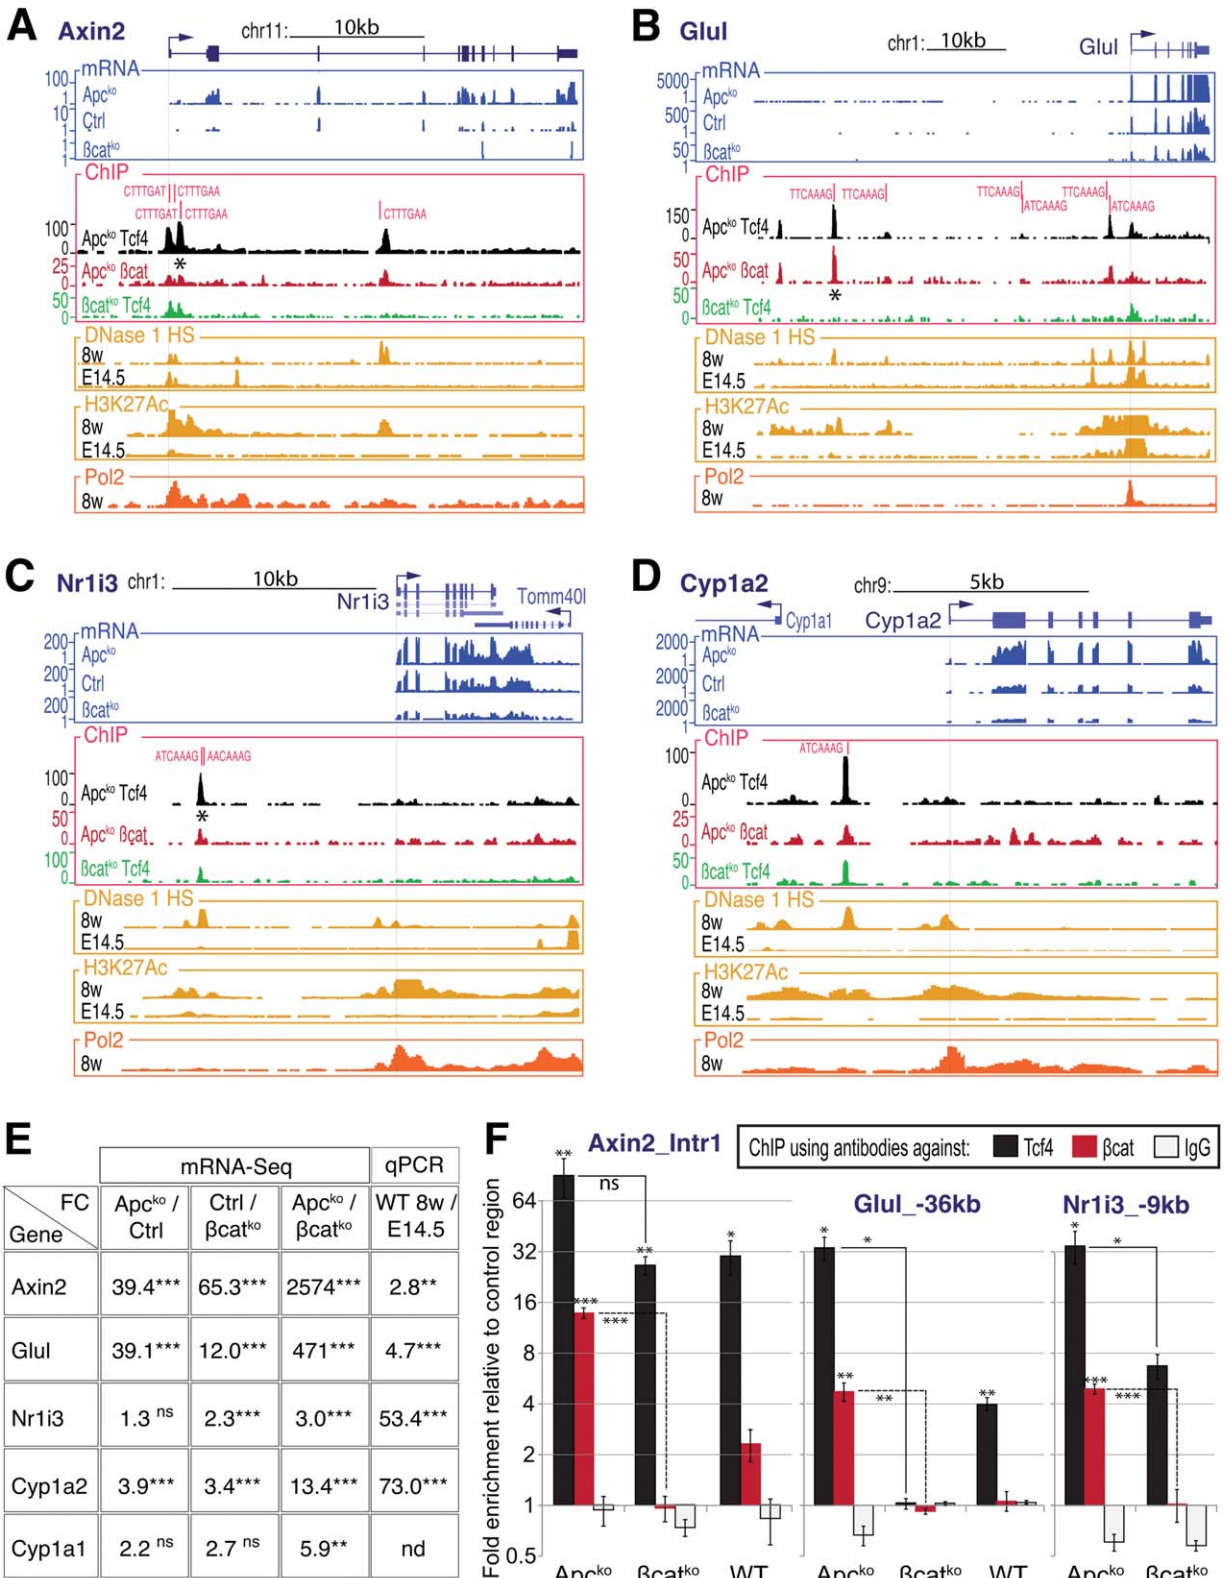 A Axin2 chr11: 10kb
mRNA
100
1
Apcᵏᵒ
10
1
Ctrl
1
1
βcatᵏᵒ
ChIP
CTTTGAT CTTTGAA
CTTTGAT CTTTGAA CTTTGAA
100
0
Apcᵏᵒ Tcf4
*
25
0
Apcᵏᵒ βcat
50
0
βcatᵏᵒ Tcf4
DNase 1 HS
8w
E14.5
H3K27Ac
8w
E14.5
Pol2
8w
B Glul chr1: 10kb Glul
mRNA
5000
1
Apcᵏᵒ
500
1
Ctrl
50
1
βcatᵏᵒ
ChIP
TTCAAAG TTCAAAG TTCAAAG TTCAAAG
ATCAAAG ATCAAAG
150
0
Apcᵏᵒ Tcf4
50
0
Apcᵏᵒ βcat
*
50
0
βcatᵏᵒ Tcf4
DNase 1 HS
8w
E14.5
H3K27Ac
8w
E14.5
Pol2
8w
C Nr1i3 chr1: 10kb
Nr1i3 Tomm40l
mRNA
200
1
Apcᵏᵒ
200
1
Ctrl
200
1
βcatᵏᵒ
ChIP
ATCAAAG AACAAAG
100
0
Apcᵏᵒ Tcf4
*
50
0
Apcᵏᵒ βcat
100
0
βcatᵏᵒ Tcf4
DNase 1 HS
8w
E14.5
H3K27Ac
8w
E14.5
Pol2
8w
D Cyp1a2 chr9: 5kb
Cyp1a1 Cyp1a2
mRNA
2000
1
Apcᵏᵒ
2000
1
Ctrl
2000
1
βcatᵏᵒ
ChIP
ATCAAAG
100
0
Apcᵏᵒ Tcf4
25
0
Apcᵏᵒ βcat
50
0
βcatᵏᵒ Tcf4
DNase 1 HS
8w
E14.5
H3K27Ac
8w
E14.5
Pol2
8w
E
mRNA-Seq qPCR
FC Gene Apcᵏᵒ / Ctrl Ctrl / βcatᵏᵒ Apcᵏᵒ / βcatᵏᵒ WT 8w / E14.5
Axin2 39.4*** 65.3*** 2574*** 2.8**
Glul 39.1*** 12.0*** 471*** 4.7***
Nr1i3 1.3 ns 2.3*** 3.0*** 53.4***
Cyp1a2 3.9*** 3.4*** 13.4*** 73.0***
Cyp1a1 2.2 ns 2.7 ns 5.9** nd
F
ChIP using antibodies against: Tcf4 βcat IgG
Fold enrichment relative to control region
64
32
16
8
4
2
1
0.5
Axin2_Intr1
** ns ** *
*** ***
Apcᵏᵒ βcatᵏᵒ WT
Glul_-36kb
* *
** ** **
Apcᵏᵒ βcatᵏᵒ WT
Nr1i3_-9kb
* *
*** ***
Apcᵏᵒ βcatᵏᵒ